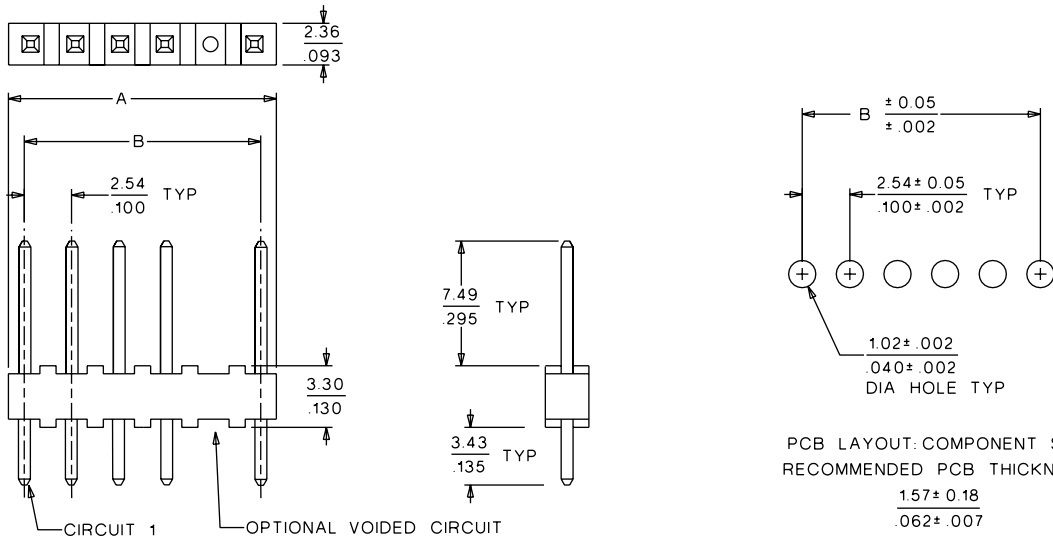 2.36
.093
A
B
2.54 TYP
.100
7.49 TYP
.295
3.30
.130
3.43 TYP
.135
CIRCUIT 1
OPTIONAL VOIDED CIRCUIT
B ± 0.05
± .002
2.54± 0.05 TYP
.100± .002
1.02± .002
.040± .002
DIA HOLE TYP
PCB LAYOUT: COMPONENT
RECOMMENDED PCB
1.57± 0.18
.062± .007